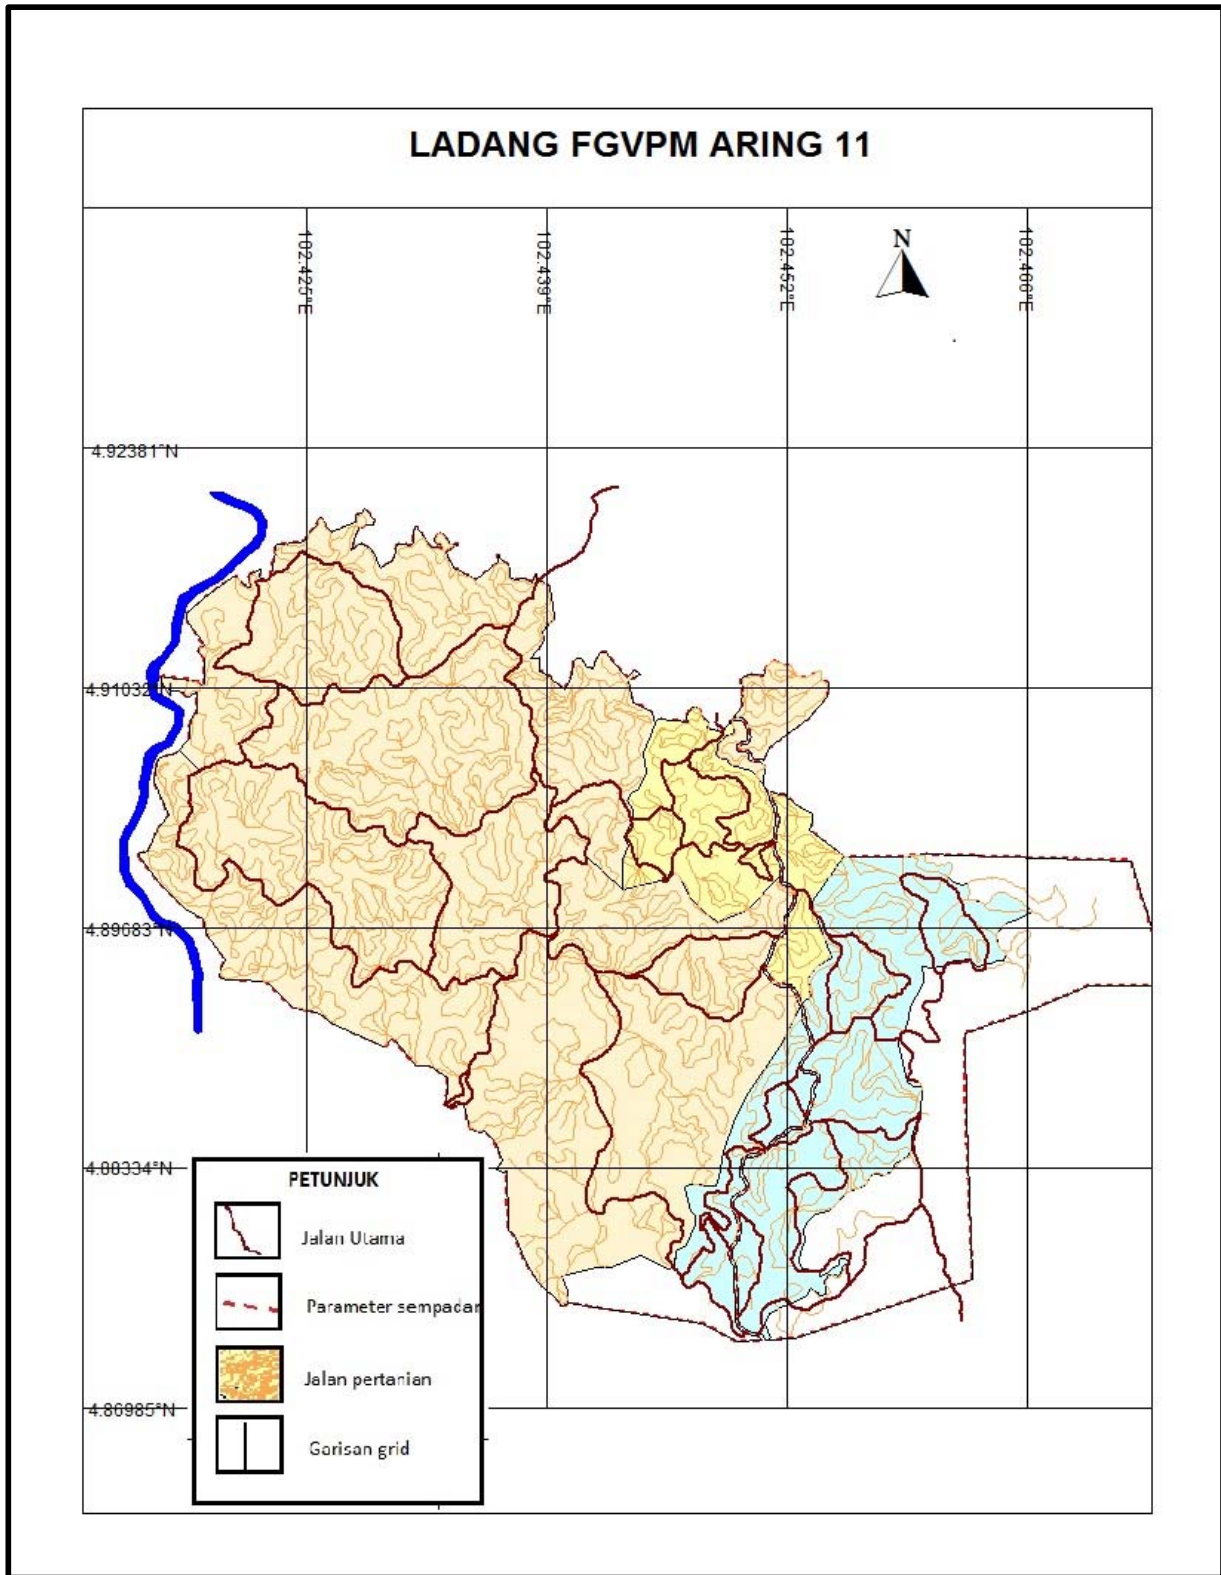 LADANG FGVPM ARING 11
N
102.425°E
102.439°E
102.452°E
102.466°E
4.92381°N
4.91032°N
4.89683°N
4.88334°N
4.86985°N
PETUNJUK
Jalan Utama
Parameter sempadan
Jalan pertanian
Garisan grid